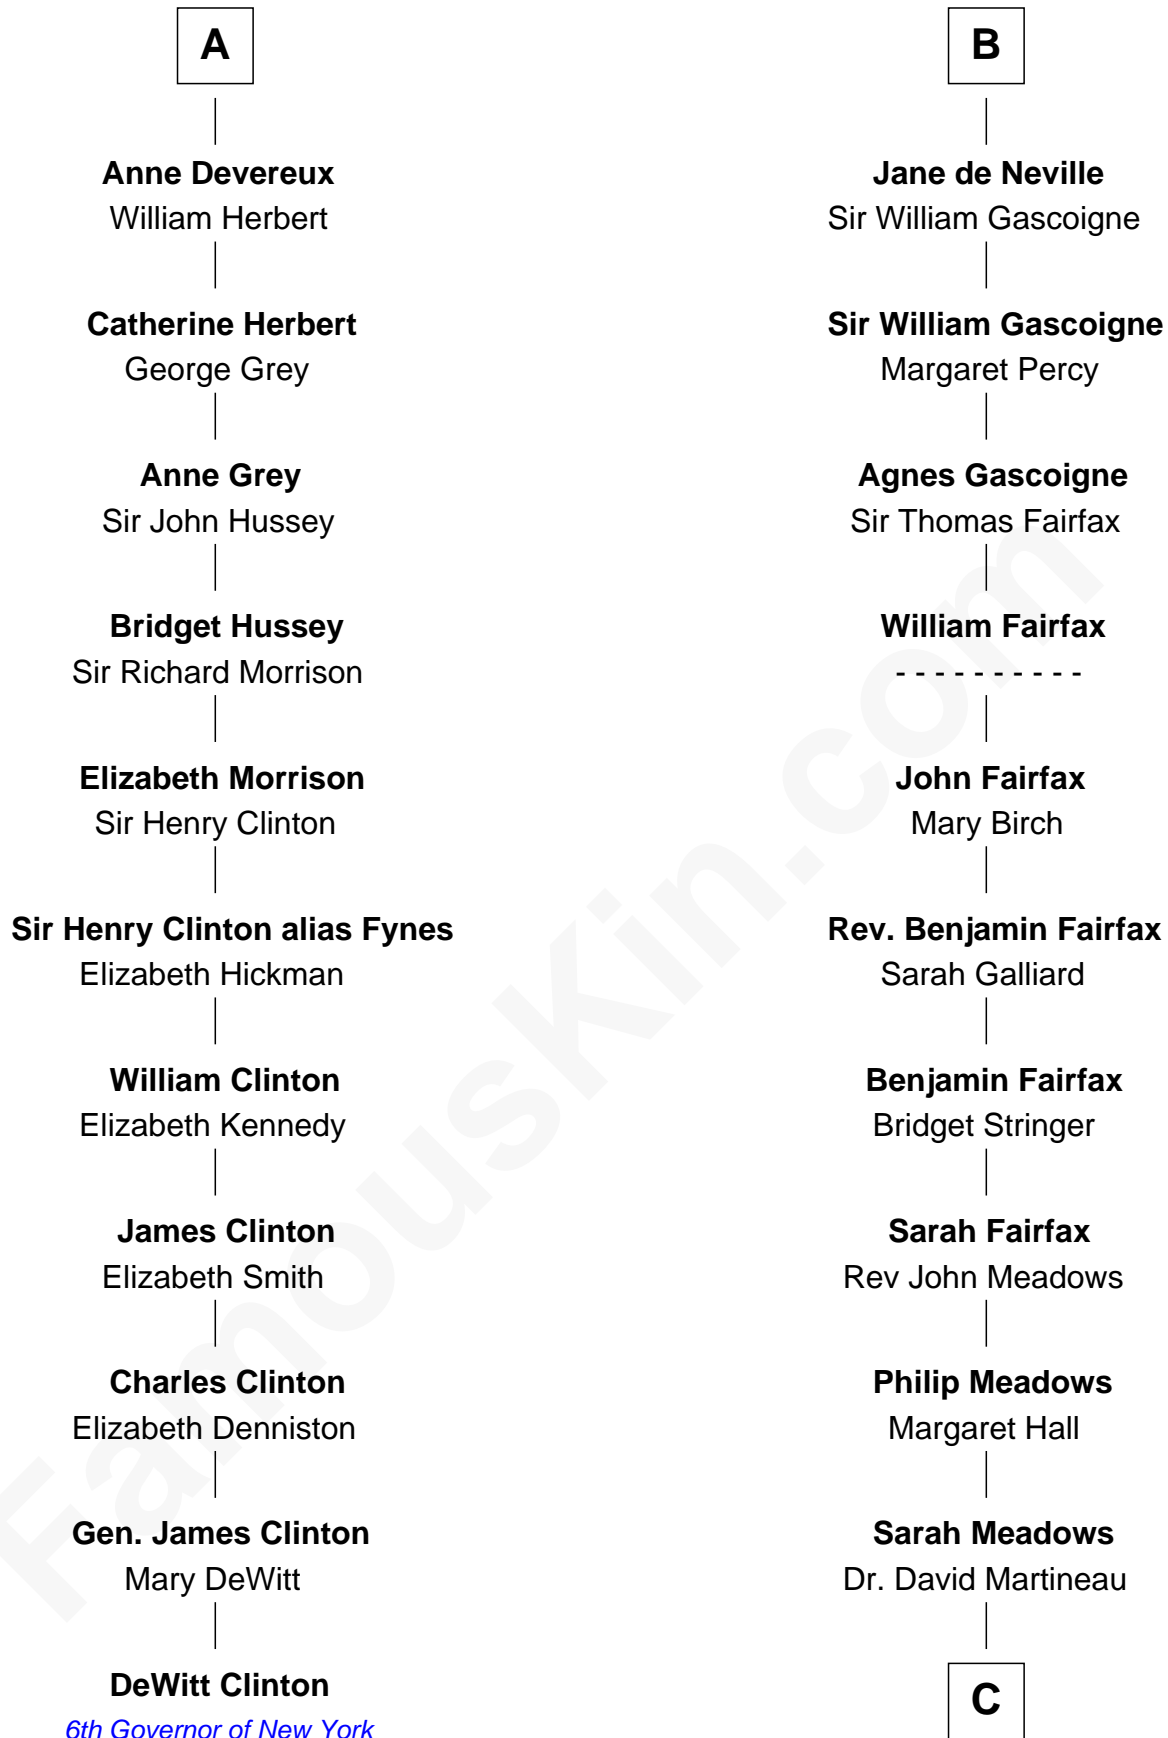 A
Anne Devereux
William Herbert
Catherine Herbert
George Grey
Anne Grey
Sir John Hussey
Bridget Hussey
Sir Richard Morrison
Elizabeth Morrison
Sir Henry Clinton
Sir Henry Clinton alias Fynes
Elizabeth Hickman
William Clinton
Elizabeth Kennedy
James Clinton
Elizabeth Smith
Charles Clinton
Elizabeth Denniston
Gen. James Clinton
Mary DeWitt
DeWitt Clinton
6th Governor of New York
B
Jane de Neville
Sir William Gascoigne
Sir William Gascoigne
Margaret Percy
Agnes Gascoigne
Sir Thomas Fairfax
William Fairfax
- - - - - - - - - -
John Fairfax
Mary Birch
Rev. Benjamin Fairfax
Sarah Galliard
Benjamin Fairfax
Bridget Stringer
Sarah Fairfax
Rev John Meadows
Philip Meadows
Margaret Hall
Sarah Meadows
Dr. David Martineau
C
FamousKin.com